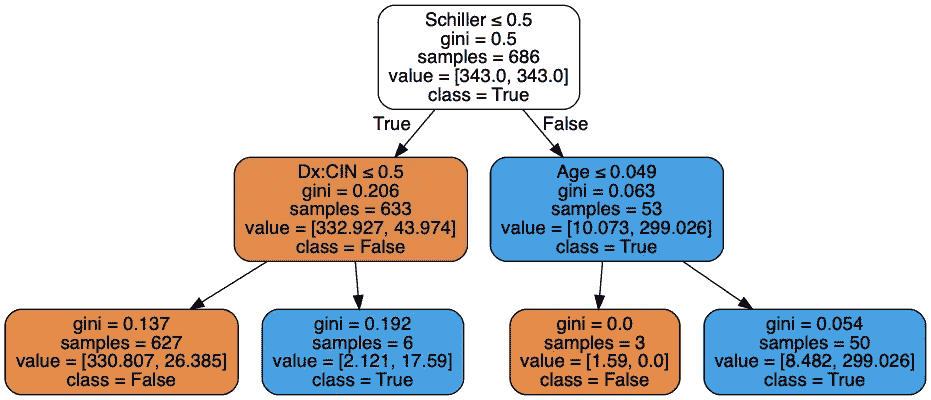 Schiller ≤ 0.5
gini = 0.5
samples = 686
value = [343.0, 343.0]
class = True
True
False
Dx:CIN ≤ 0.5
gini = 0.206
samples = 633
value = [332.927, 43.974]
class = False
Age ≤ 0.049
gini = 0.063
samples = 53
value = [10.073, 299.026]
class = True
gini = 0.137
samples = 627
value = [330.807, 26.385]
class = False
gini = 0.192
samples = 6
value = [2.121, 17.59]
class = True
gini = 0.0
samples = 3
value = [1.59, 0.0]
class = False
gini = 0.054
samples = 50
value = [8.482, 299.026]
class = True